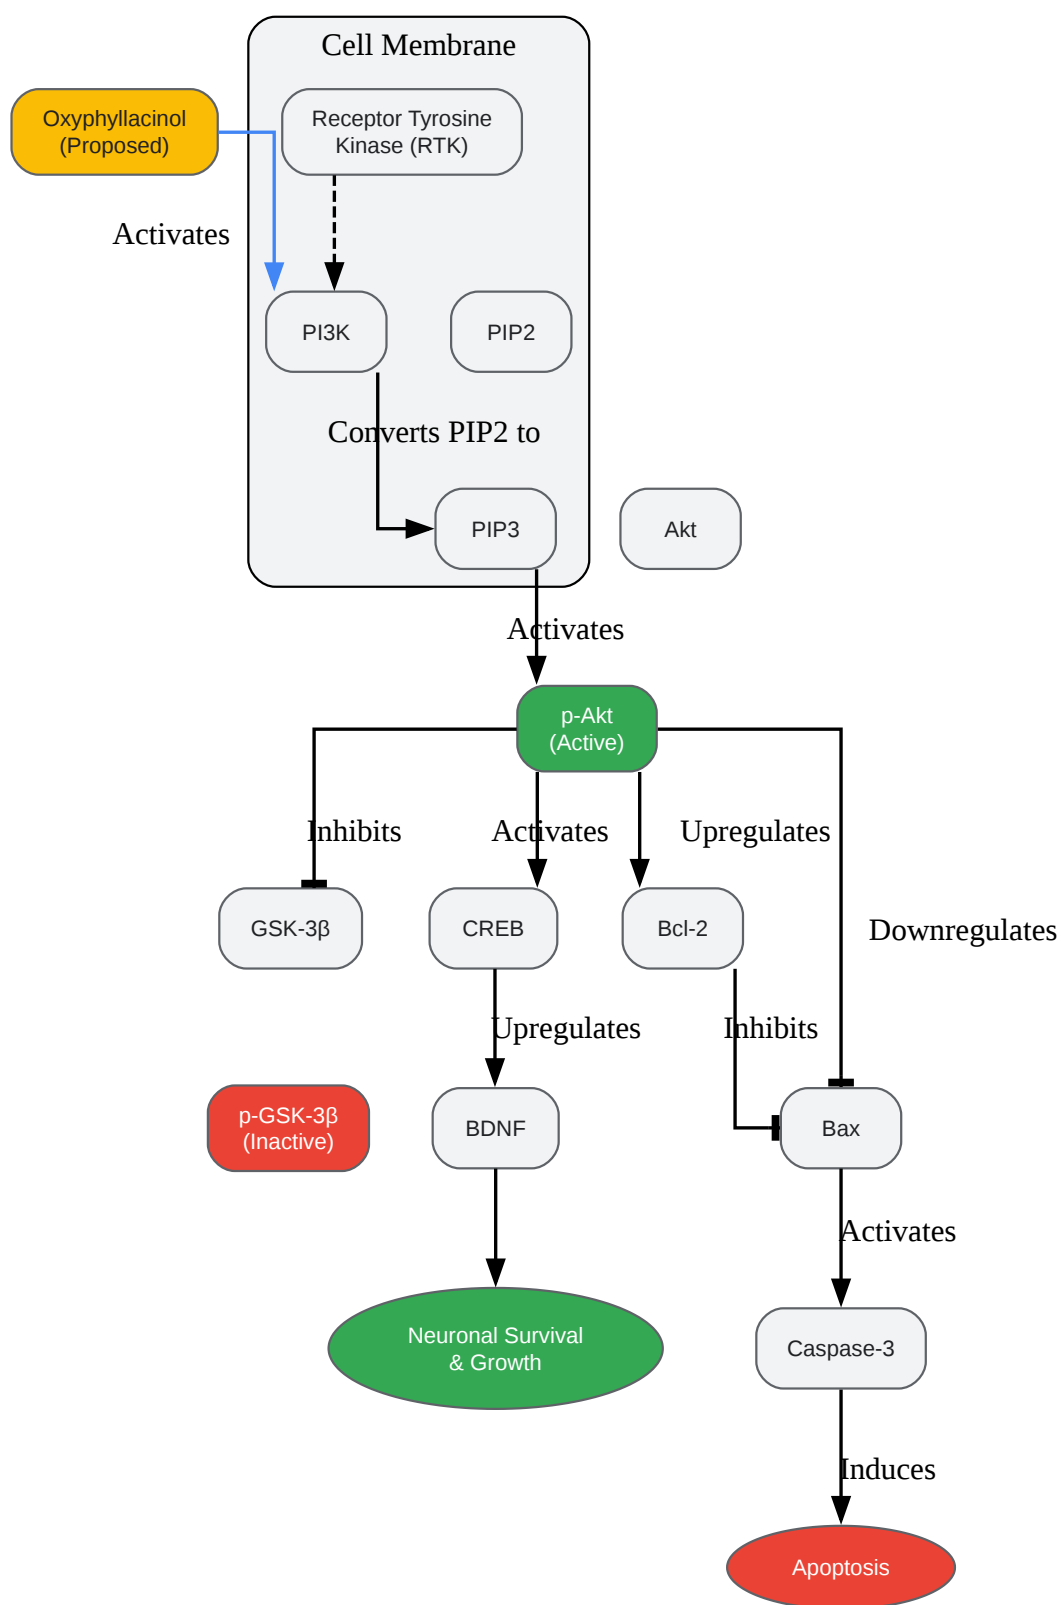 Cell Membrane
Oxyphyllacinol
(Proposed)
Receptor Tyrosine
Kinase (RTK)
Activates
PI3K
PIP2
Converts PIP2 to
PIP3
Akt
Activates
p-Akt
(Active)
Inhibits
Activates
Upregulates
GSK-3β
CREB
Bcl-2
Downregulates
Upregulates
Inhibits
p-GSK-3β
(Inactive)
BDNF
Bax
Activates
Neuronal Survival
& Growth
Caspase-3
Induces
Apoptosis